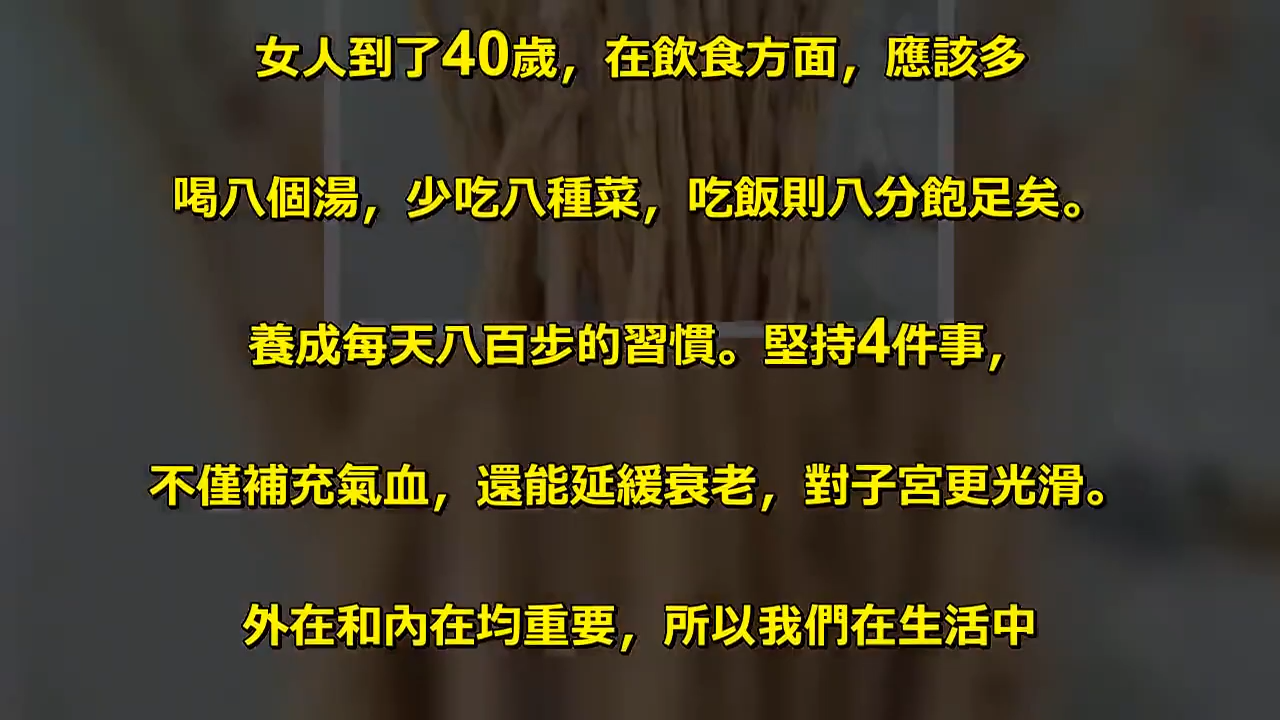 女人到了40歲，在飲食方面，應該多
喝八個湯，少吃八種菜，吃飯則八分飽足矣。
養成每天八百步的習慣。堅持4件事，
不僅補充氣血，還能延緩衰老，對子宮更光滑。
外在和內在均重要，所以我們在生活中